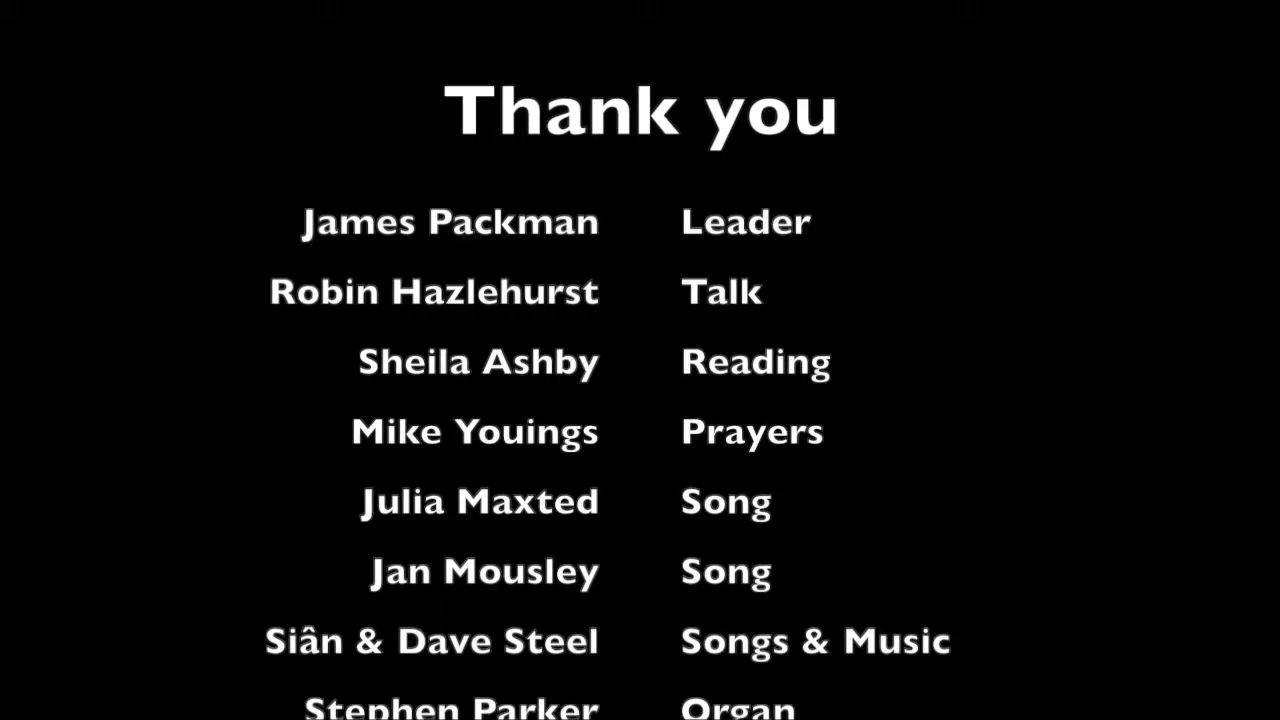 Thank you
James Packman Leader
Robin Hazlehurst Talk
Sheila Ashby Reading
Mike Youings Prayers
Julia Maxted Song
Jan Mousley Song
Siân & Dave Steel Songs & Music
Stephen Parker Organ